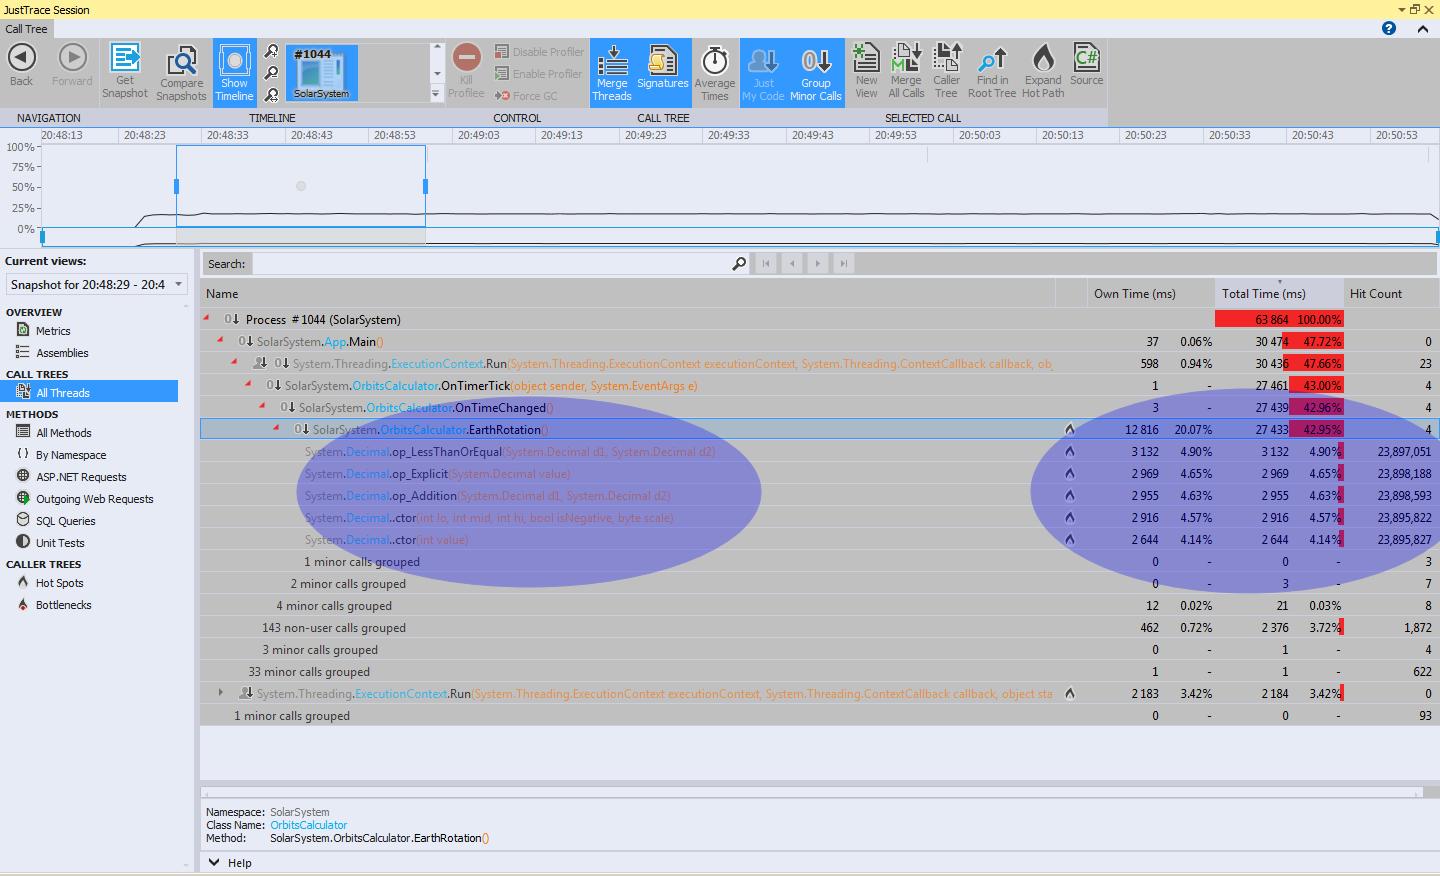 JustTrace Session
Call Tree
Back
Forward
Get Snapshot
Compare Snapshots
Show Timeline
#1044
SolarSystem
Kill Profilee
Disable Profiler
Enable Profiler
Force GC
Merge Threads
Signatures
Average Times
Just My Code
Group Minor Calls
New View
Merge All Calls
Caller Tree
Find in Root Tree
Expand Hot Path
Source
NAVIGATION TIMELINE CONTROL CALL TREE SELECTED CALL
20:48:13 20:48:23 20:48:33 20:48:43 20:48:53 20:49:03 20:49:13 20:49:23 20:49:33 20:49:43 20:49:53 20:50:03 20:50:13 20:50:23 20:50:33 20:50:43 20:50:53
100%
75%
50%
25%
0%
Current views:
Snapshot for 20:48:29 - 20:4
OVERVIEW
Metrics
Assemblies
CALL TREES
All Threads
METHODS
All Methods
By Namespace
ASP.NET Requests
Outgoing Web Requests
SQL Queries
Unit Tests
CALLER TREES
Hot Spots
Bottlenecks
Search:
Name Own Time (ms) Total Time (ms) Hit Count
Process #1044 (SolarSystem) 63 864 100.00%
SolarSystem.App.Main() 37 0.06% 30 474 47.72% 0
System.Threading.ExecutionContext.Run(System.Threading.ExecutionContext executionContext, System.Threading.ContextCallback callback, ob 598 0.94% 30 436 47.66% 23
SolarSystem.OrbitsCalculator.OnTimerTick(object sender, System.EventArgs e) 1 - 27 461 43.00% 4
SolarSystem.OrbitsCalculator.OnTimeChanged() 3 - 27 439 42.96% 4
SolarSystem.OrbitsCalculator.EarthRotation() 12 816 20.07% 27 433 42.95% 4
System.Decimal.op_LessThanOrEqual(System.Decimal d1, System.Decimal d2) 3 132 4.90% 3 132 4.90% 23,897,051
System.Decimal.op_Explicit(System.Decimal value) 2 969 4.65% 2 969 4.65% 23,898,188
System.Decimal.op_Addition(System.Decimal d1, System.Decimal d2) 2 955 4.63% 2 955 4.63% 23,898,593
System.Decimal..ctor(int lo, int mid, int hi, bool isNegative, byte scale) 2 916 4.57% 2 916 4.57% 23,895,822
System.Decimal..ctor(int value) 2 644 4.14% 2 644 4.14% 23,895,827
1 minor calls grouped 0 - 0 - 3
2 minor calls grouped 0 - 3 - 7
4 minor calls grouped 12 0.02% 21 0.03% 8
143 non-user calls grouped 462 0.72% 2 376 3.72% 1,872
3 minor calls grouped 0 - 1 - 4
33 minor calls grouped 1 - 1 - 622
System.Threading.ExecutionContext.Run(System.Threading.ExecutionContext executionContext, System.Threading.ContextCallback callback, object sta 2 183 3.42% 2 184 3.42% 0
1 minor calls grouped 0 - 0 - 93
Namespace: SolarSystem
Class Name: OrbitsCalculator
Method: SolarSystem.OrbitsCalculator.EarthRotation()
Help